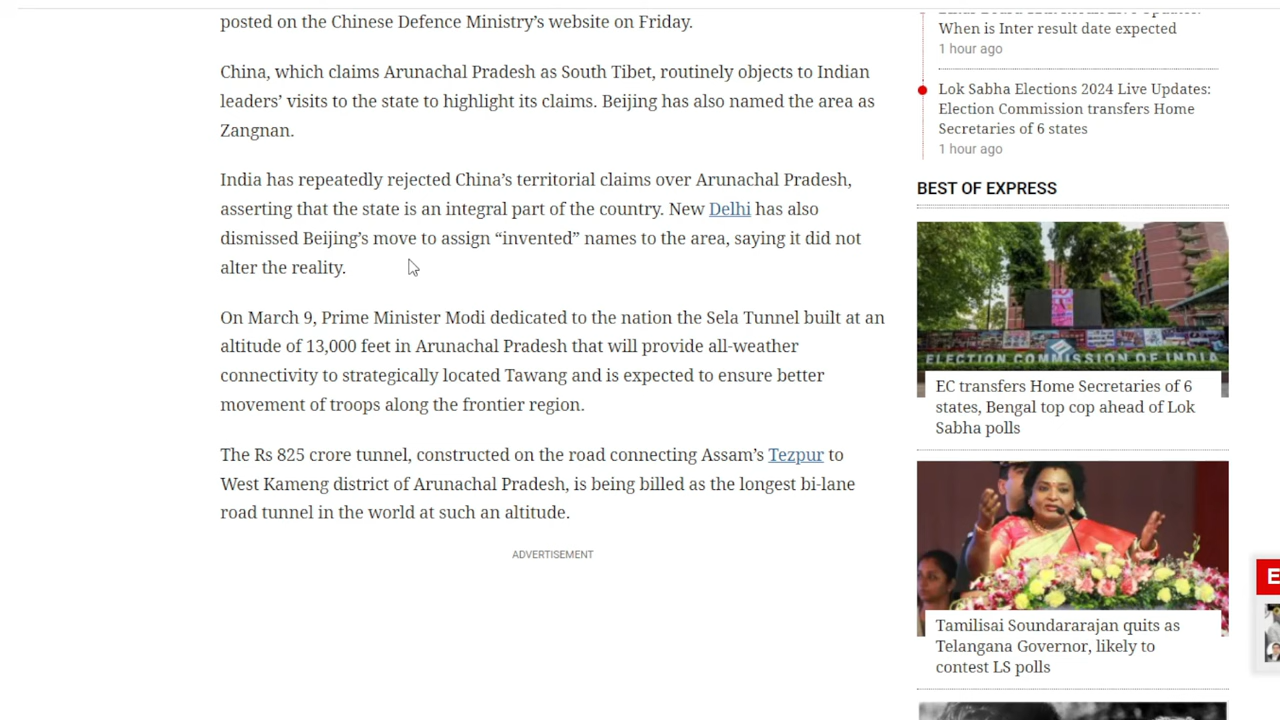 posted on the Chinese Defence Ministry’s website on Friday.
China, which claims Arunachal Pradesh as South Tibet, routinely objects to Indian
leaders’ visits to the state to highlight its claims. Beijing has also named the area as
Zangnan.
India has repeatedly rejected China’s territorial claims over Arunachal Pradesh,
asserting that the state is an integral part of the country. New Delhi has also
dismissed Beijing’s move to assign “invented” names to the area, saying it did not
alter the reality.
On March 9, Prime Minister Modi dedicated to the nation the Sela Tunnel built at an
altitude of 13,000 feet in Arunachal Pradesh that will provide all-weather
connectivity to strategically located Tawang and is expected to ensure better
movement of troops along the frontier region.
The Rs 825 crore tunnel, constructed on the road connecting Assam’s Tezpur to
West Kameng district of Arunachal Pradesh, is being billed as the longest bi-lane
road tunnel in the world at such an altitude.
ADVERTISEMENT
When is Inter result date expected
1 hour ago
Lok Sabha Elections 2024 Live Updates:
Election Commission transfers Home
Secretaries of 6 states
1 hour ago
BEST OF EXPRESS
ELECTION COMMISSION OF INDIA
EC transfers Home Secretaries of 6
states, Bengal top cop ahead of Lok
Sabha polls
Tamilisai Soundararajan quits as
Telangana Governor, likely to
contest LS polls
E